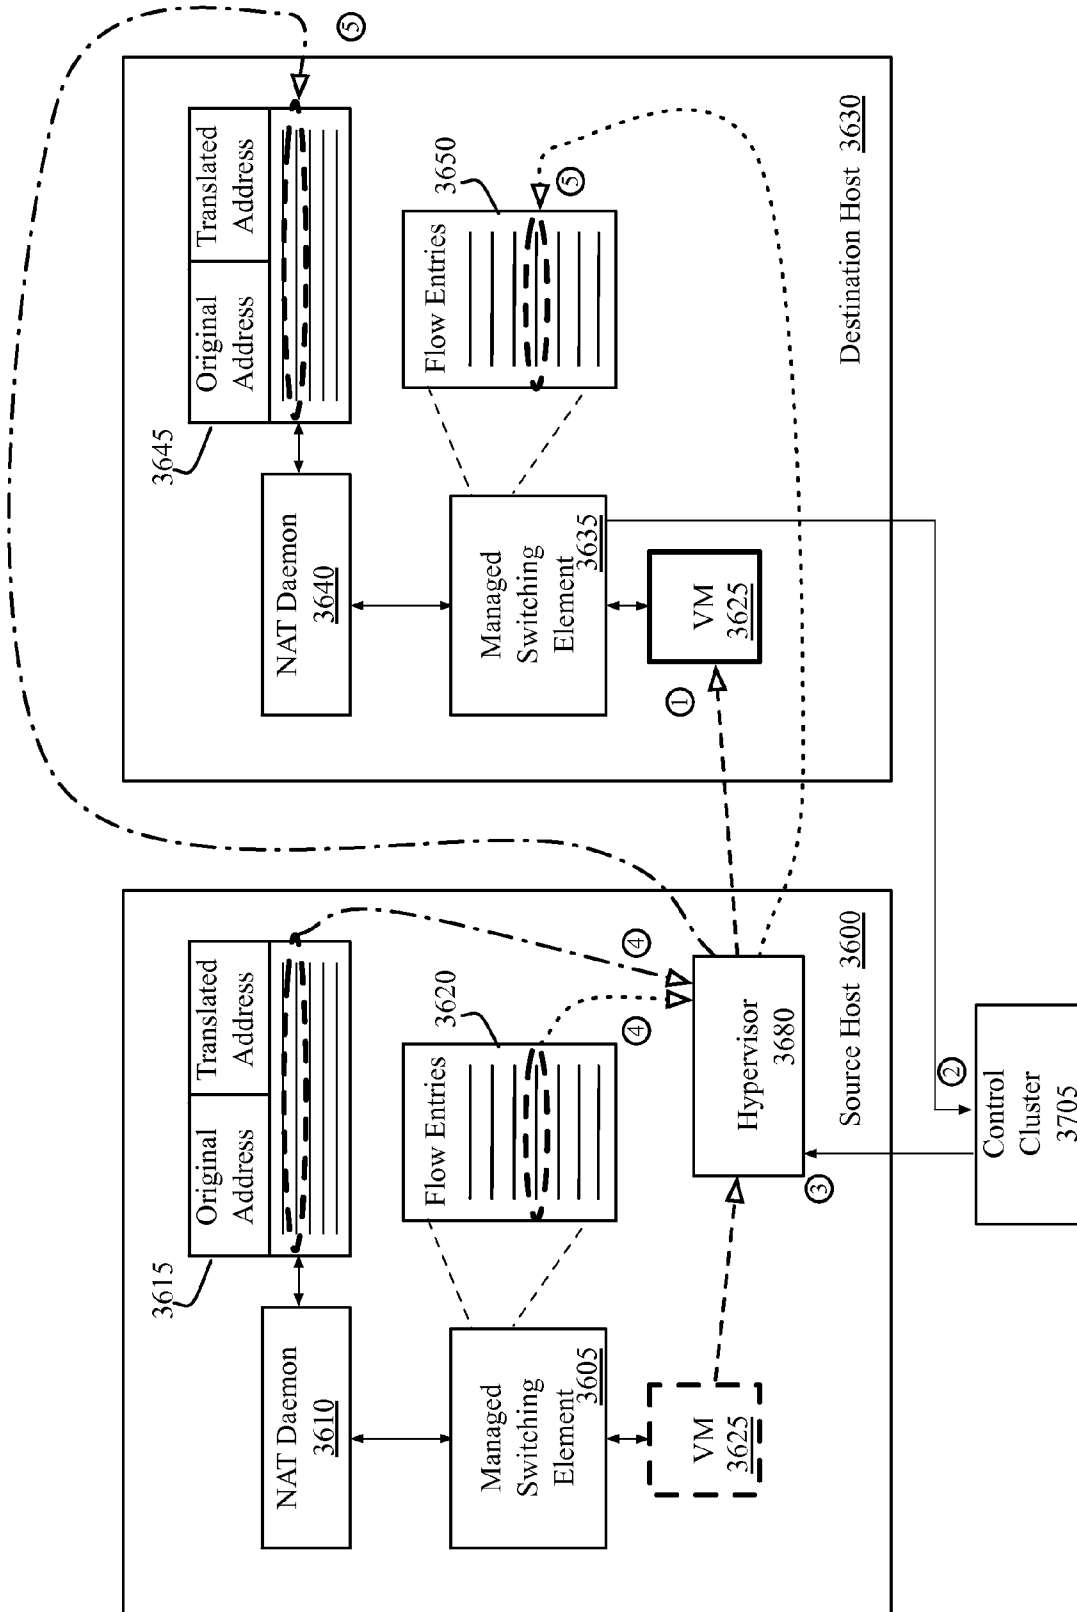 3615
Original
Address
Translated
Address
NAT Daemon
3610
3620
Flow Entries
Managed
Switching
Element
3605
④
④
VM
3625
Hypervisor
3680
③
Source Host 3600
②
Control
Cluster
3705
⑤
3645
Original
Address
Translated
Address
NAT Daemon
3640
3650
Flow Entries
⑤
Managed
Switching
Element
3635
①
VM
3625
Destination Host 3630